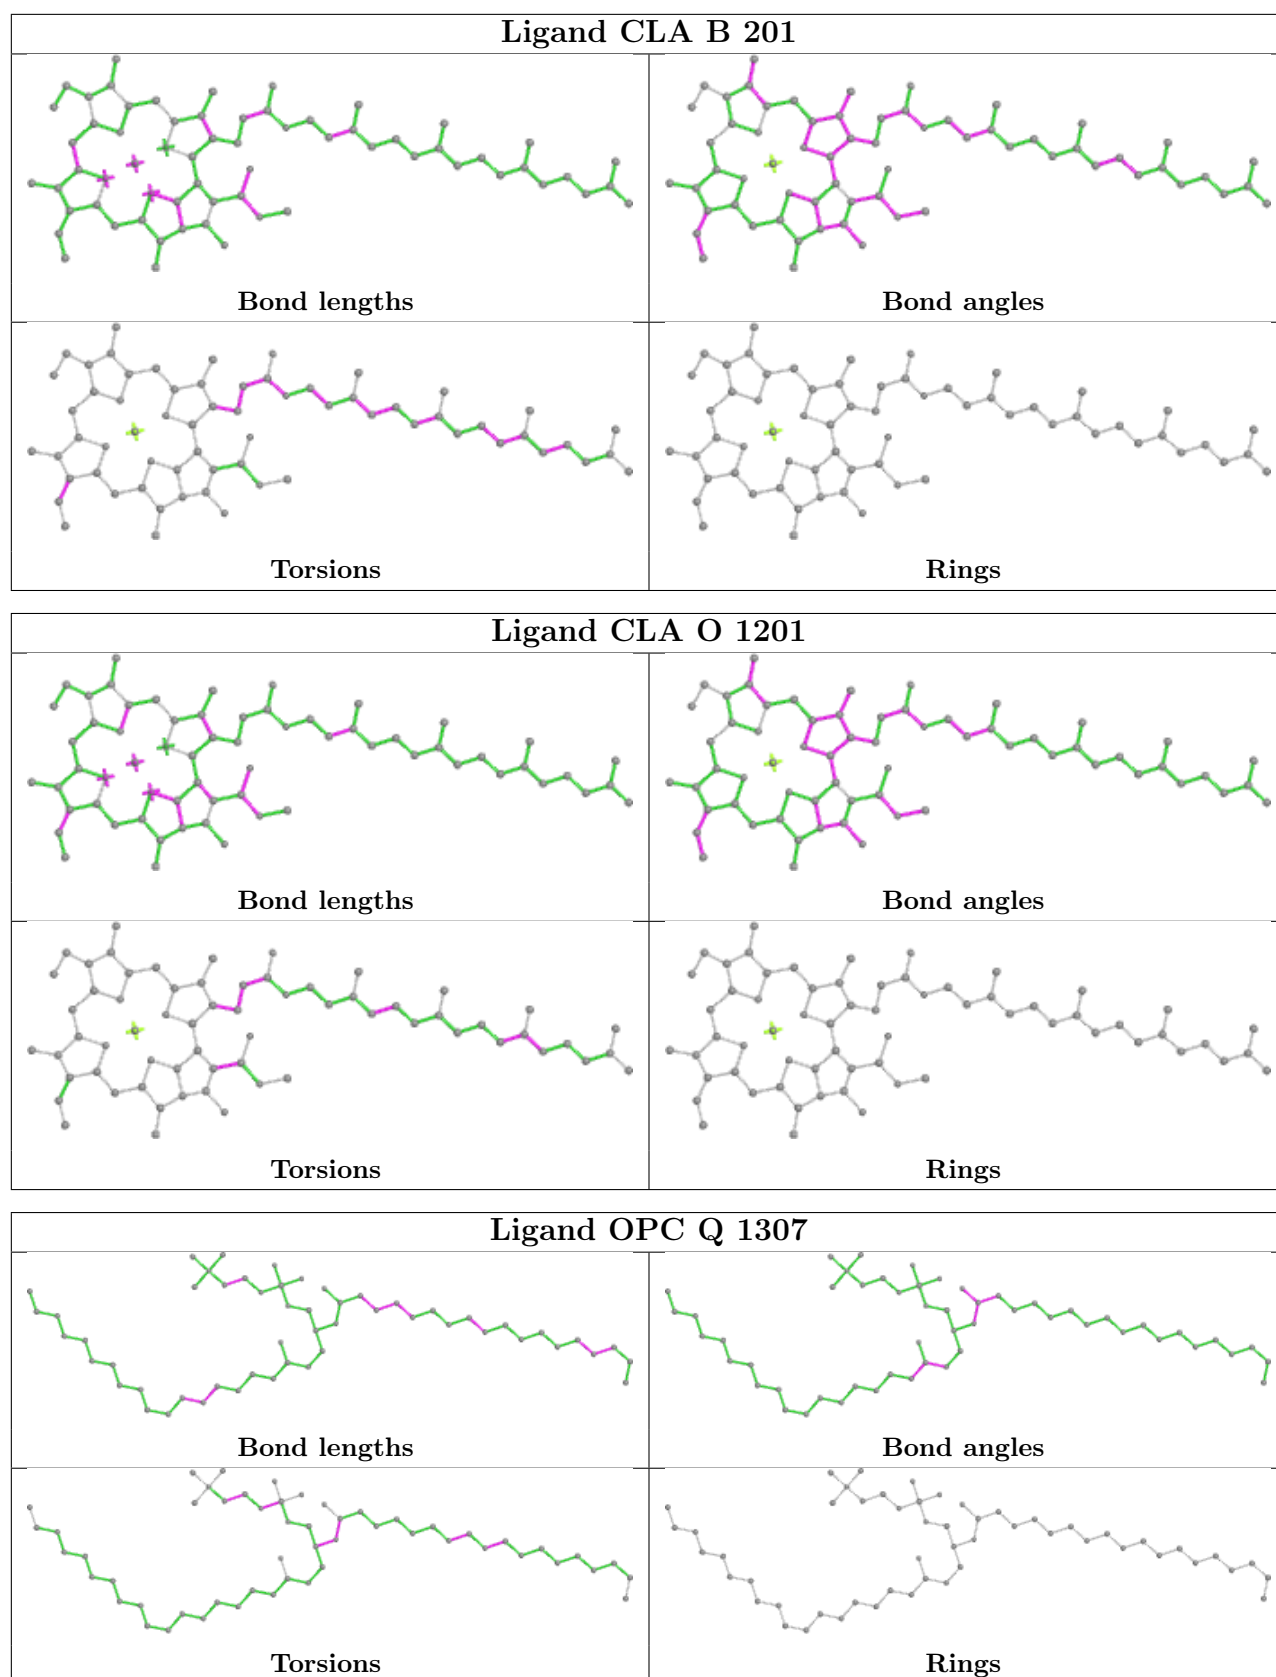 Ligand CLA B 201
Bond lengths
Bond angles
Torsions
Rings
Ligand CLA O 1201
Bond lengths
Bond angles
Torsions
Rings
Ligand OPC Q 1307
Bond lengths
Bond angles
Torsions
Rings